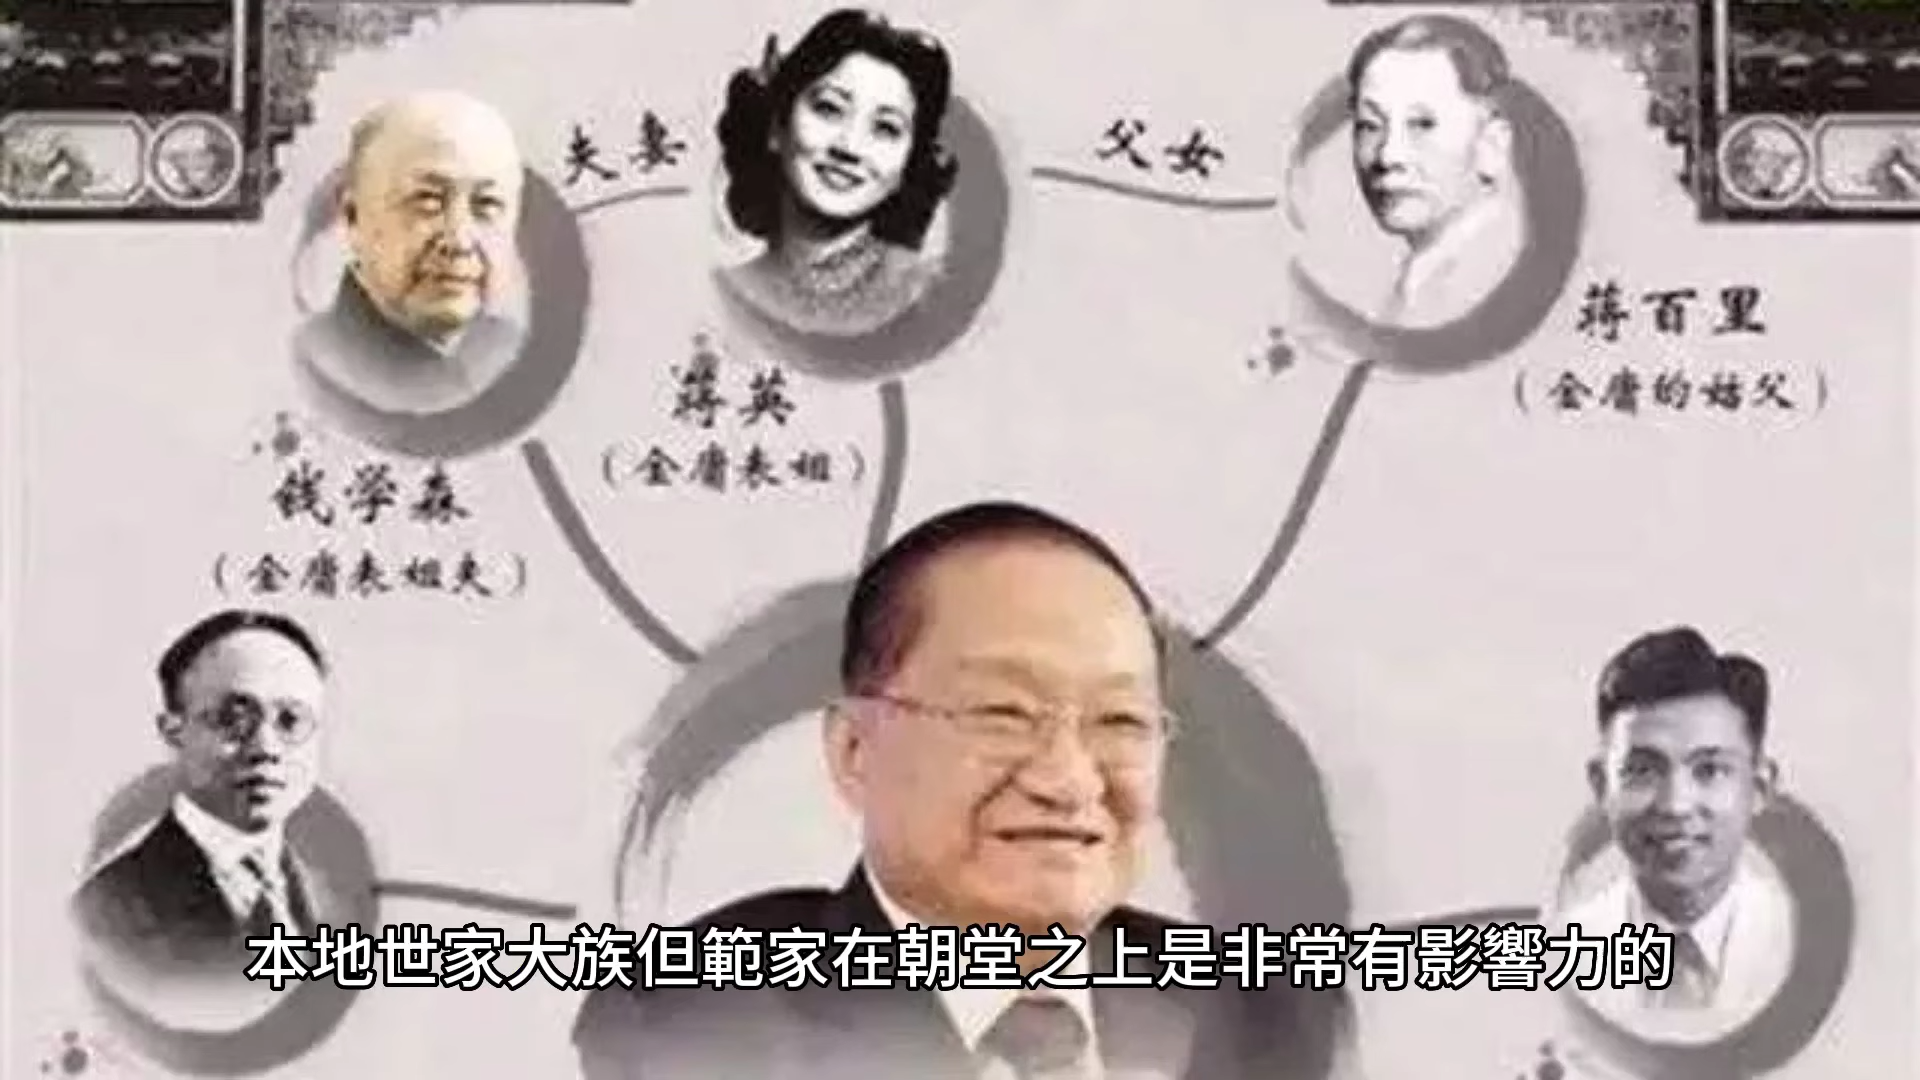 夫妻
父女
蒋百里
(金庸的姑父)
蒋英
(金庸表姐)
钱学森
(金庸表姐夫)
本地世家大族但範家在朝堂之上是非常有影響力的